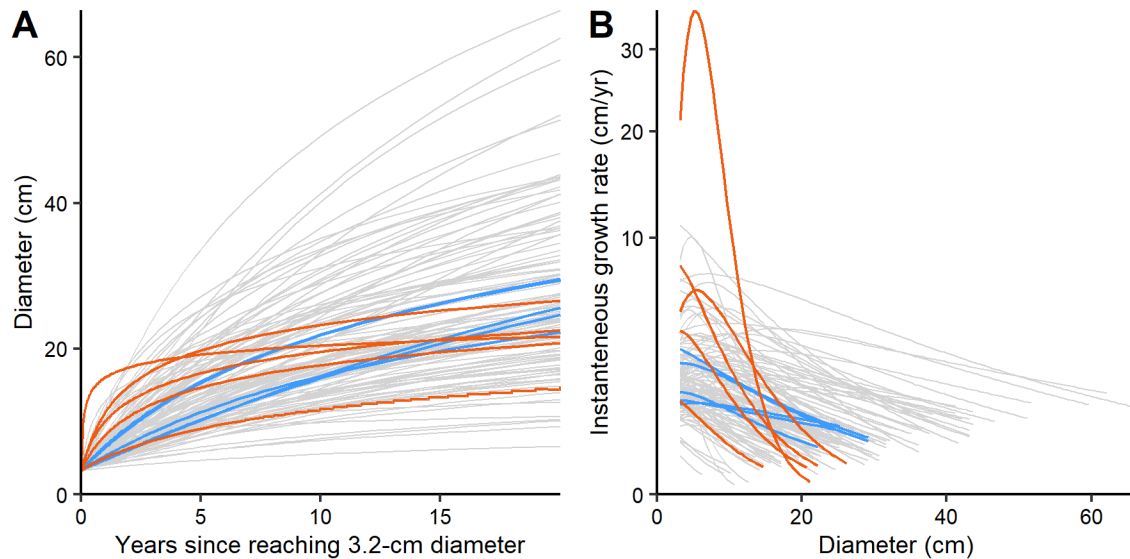 A
Diameter (cm)
60
40
20
0
0 5 10 15
Years since reaching 3.2-cm diameter
B
Instantaneous growth rate (cm/yr)
30
20
10
0
0 20 40 60
Diameter (cm)